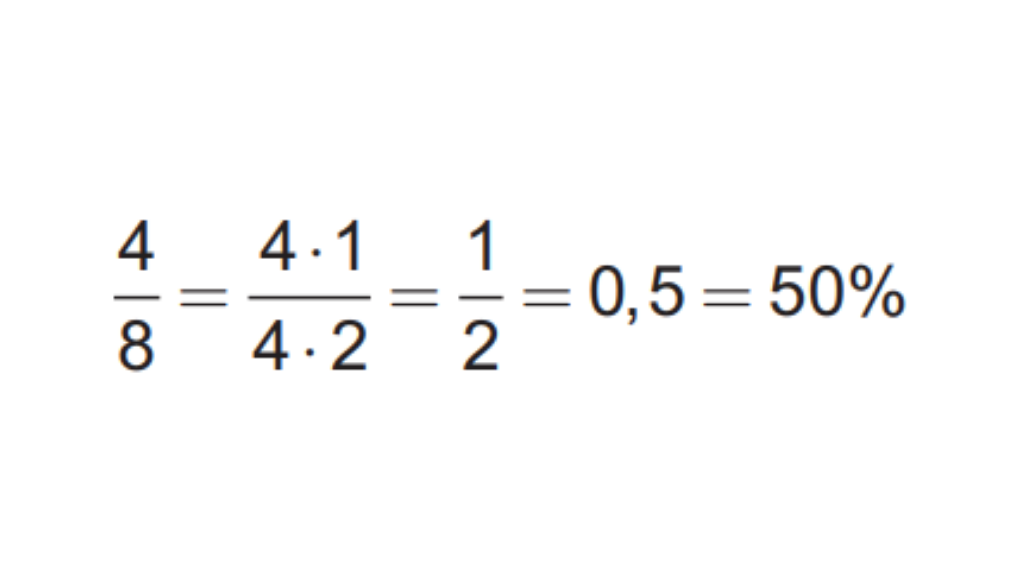 4/8 = 4·1/4·2 = 1/2 = 0,5 = 50%